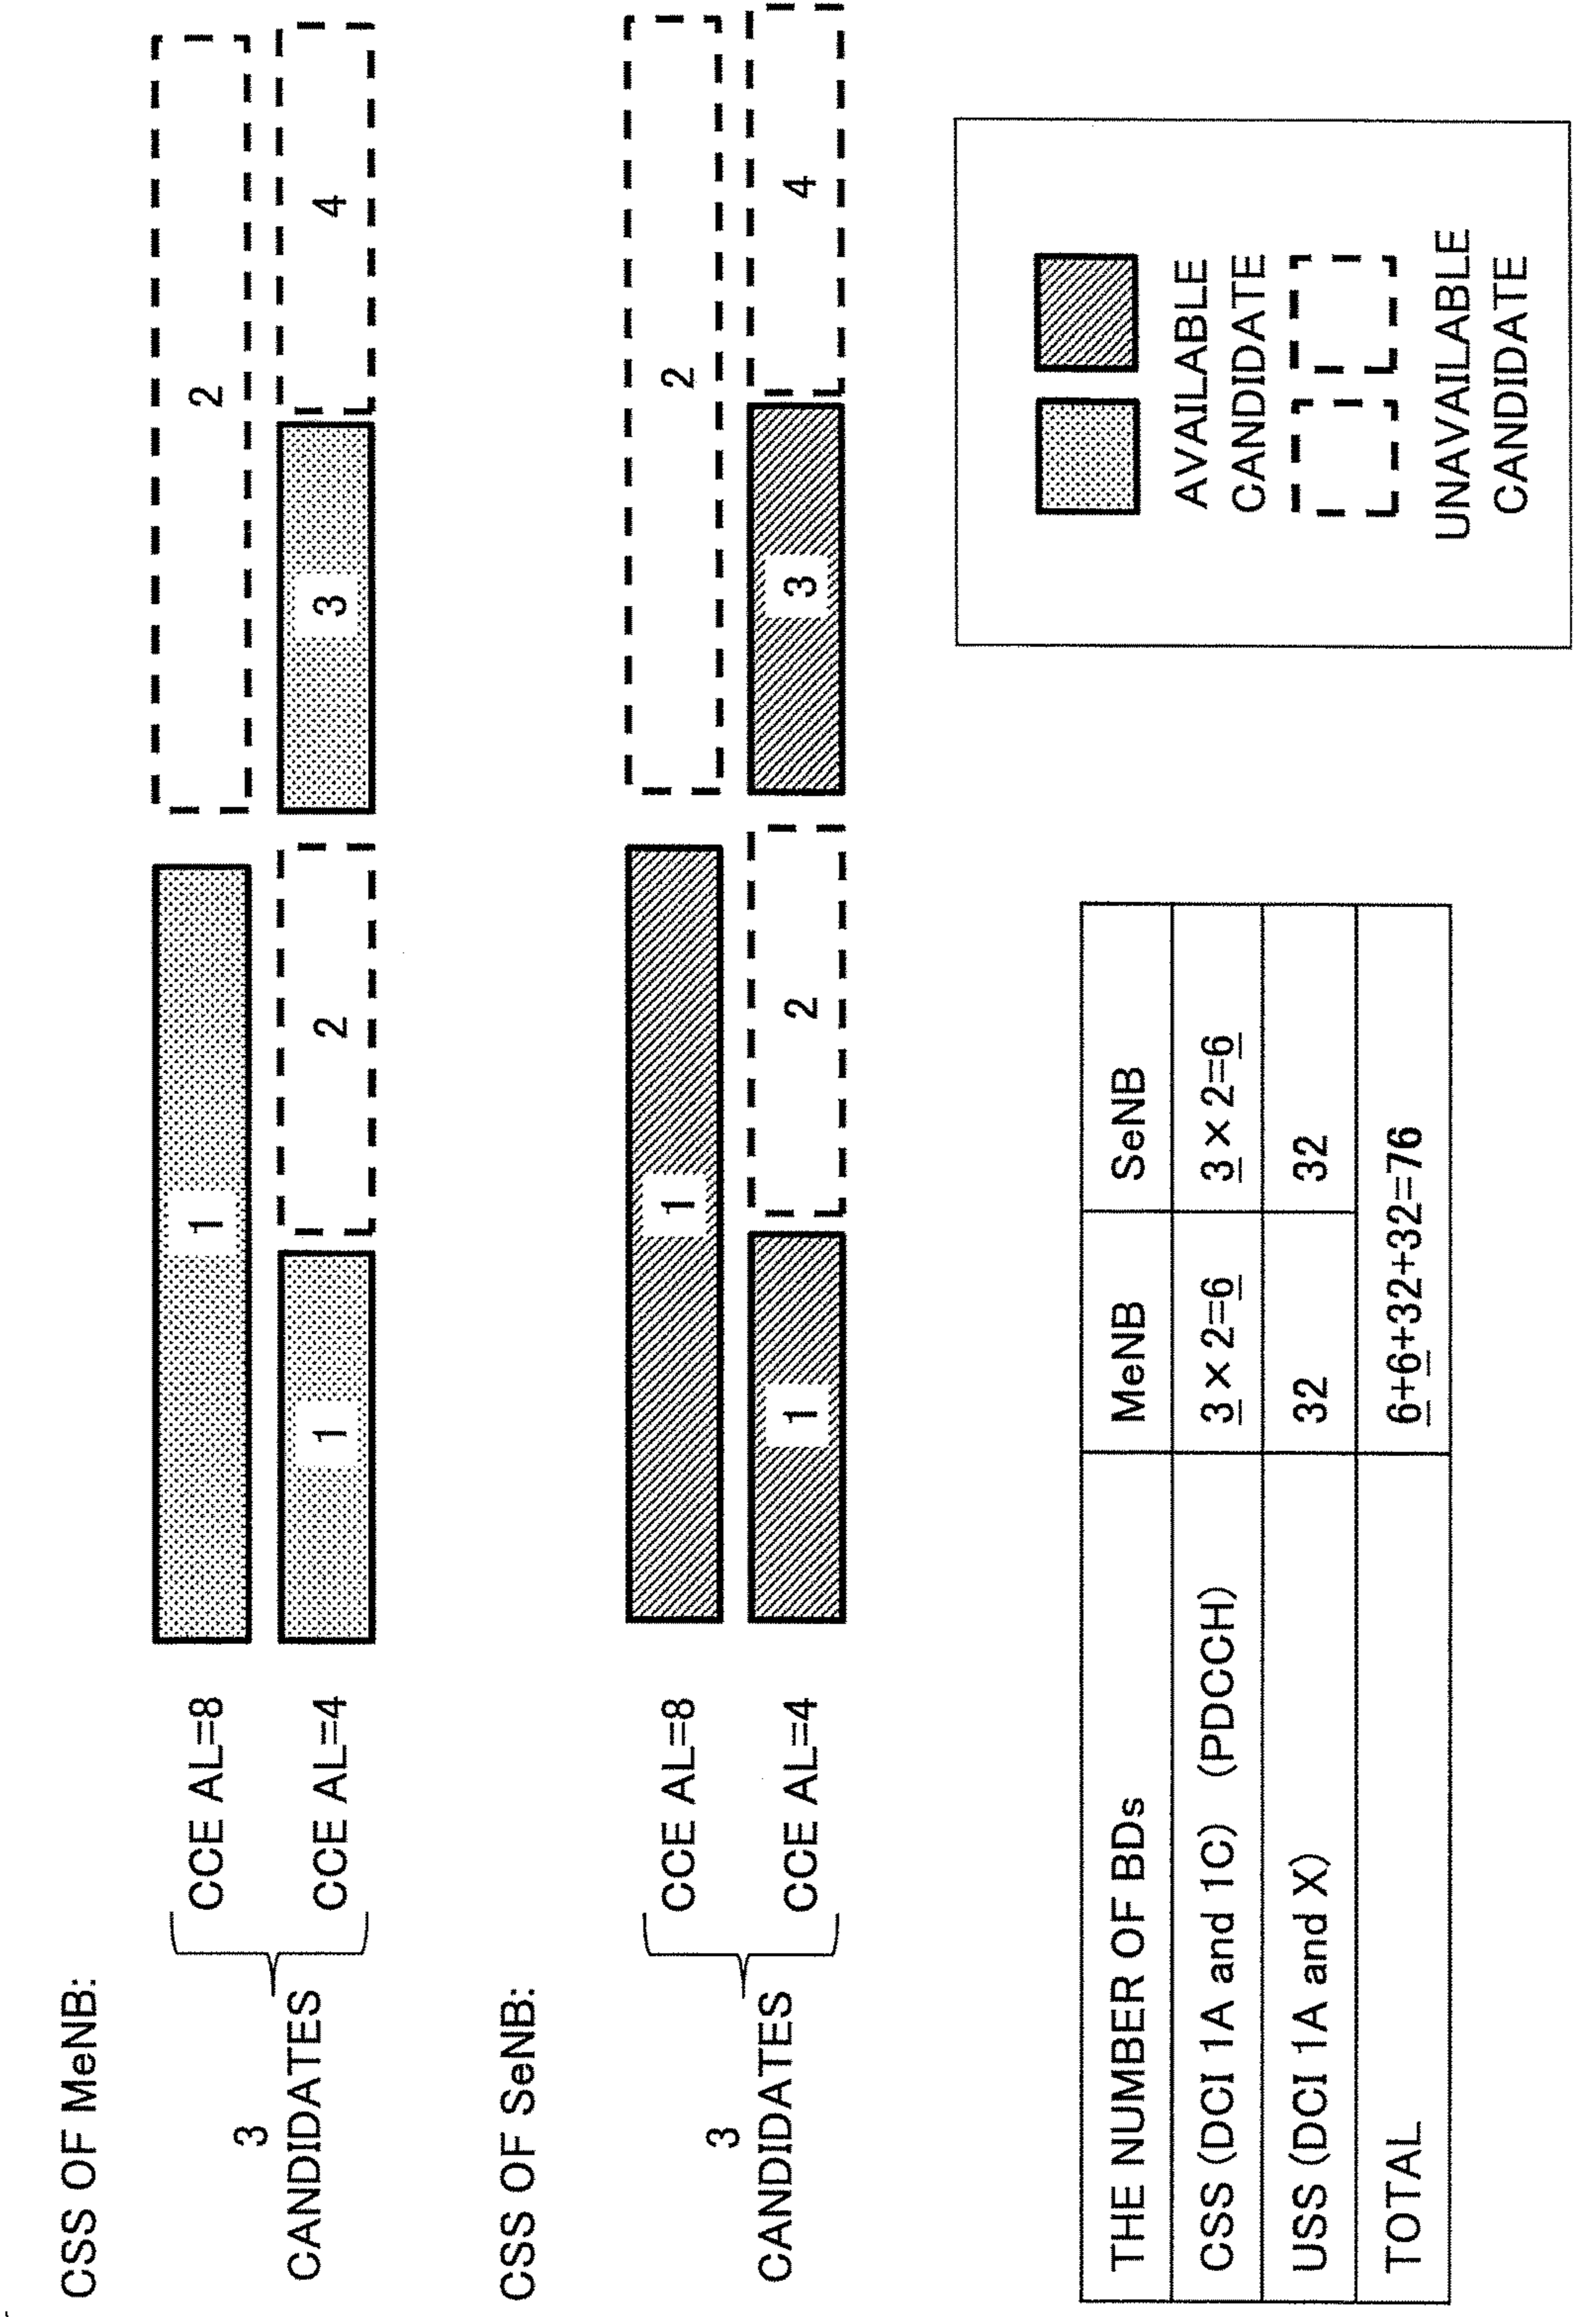 CSS OF MeNB:
3
CANDIDATES
CCE AL=8
1
2
CCE AL=4
1
2
3
4
CSS OF SeNB:
3
CANDIDATES
CCE AL=8
1
2
CCE AL=4
1
2
3
4
THE NUMBER OF BDs MeNB SeNB
CSS (DCI 1A and 1C) (PDCCH) 3×2=6 3×2=6
USS (DCI 1A and X) 32 32
TOTAL 6+6+32+32=76
AVAILABLE
CANDIDATE
UNAVAILABLE
CANDIDATE